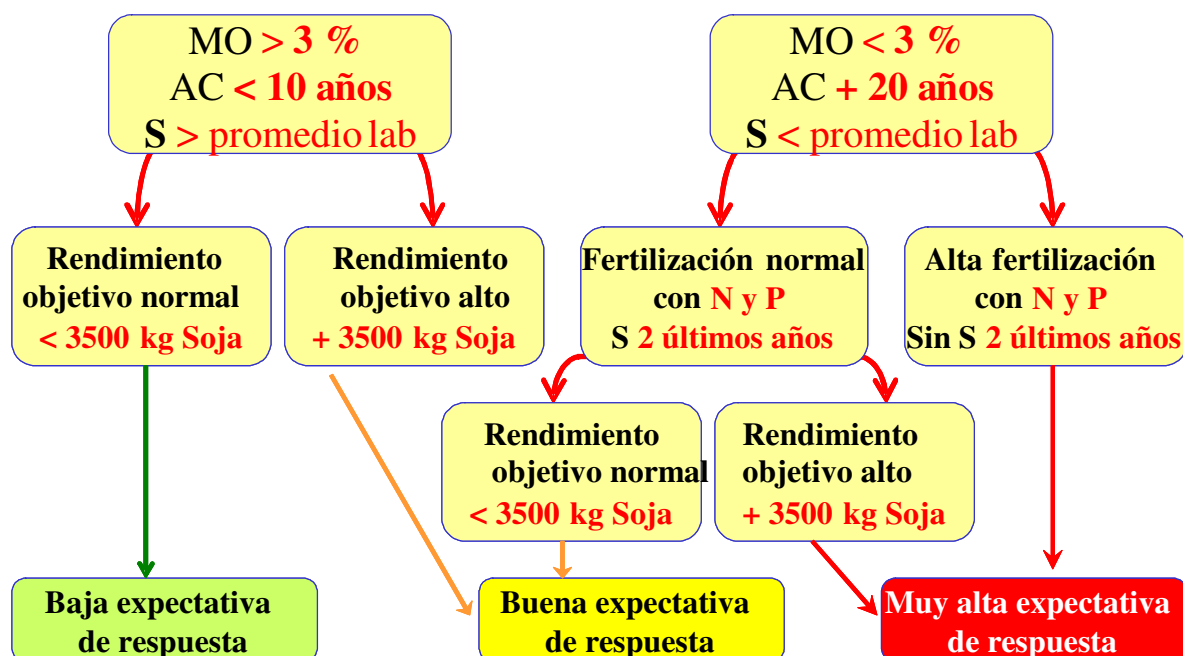 MO > 3 %
AC < 10 años
S > promedio lab
MO < 3 %
AC + 20 años
S < promedio lab
Rendimiento
objetivo normal
< 3500 kg Soja
Rendimiento
objetivo alto
+ 3500 kg Soja
Fertilización normal
con N y P
S 2 últimos años
Alta fertilización
con N y P
Sin S 2 últimos años
Rendimiento
objetivo normal
< 3500 kg Soja
Rendimiento
objetivo alto
+ 3500 kg Soja
Baja expectativa
de respuesta
Buena expectativa
de respuesta
Muy alta expectativa
de respuesta